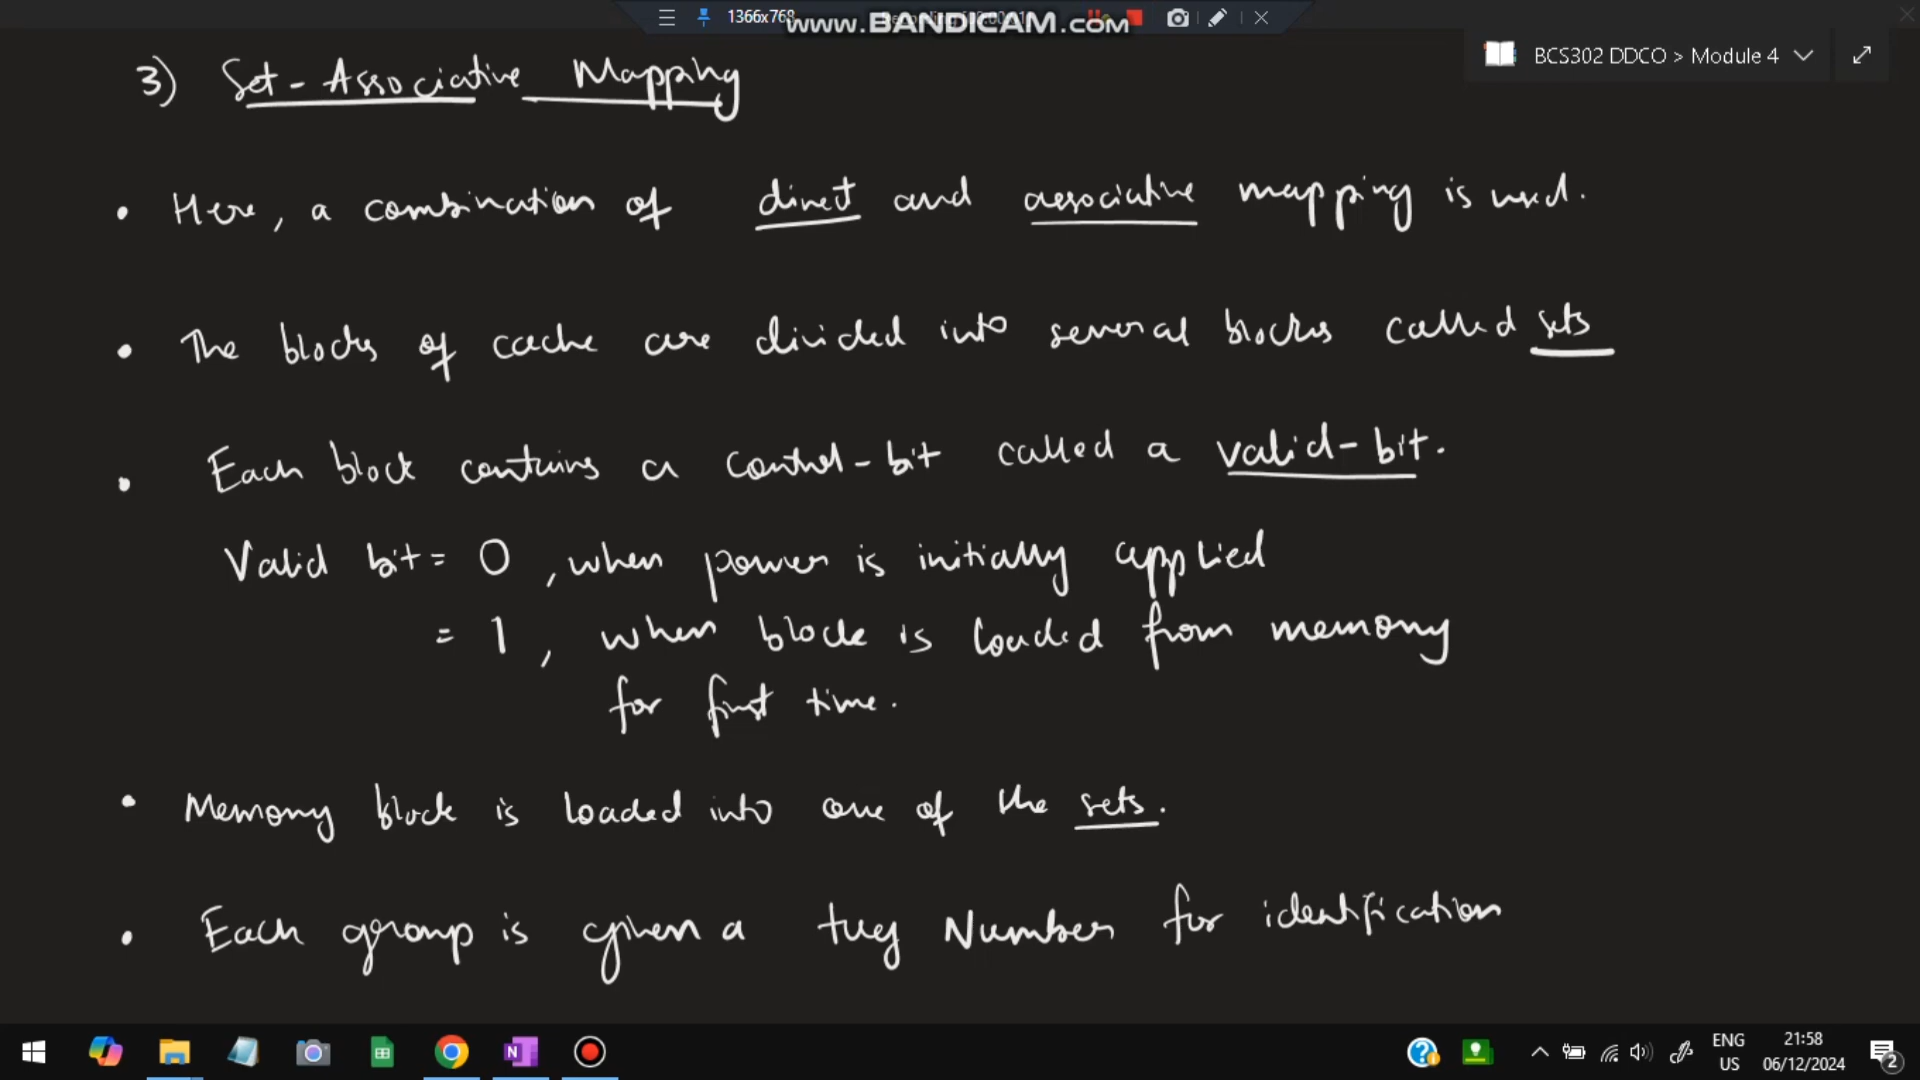 1366x768
www.BANDICAM.com
BCS302 DDCO > Module 4
3) Set-Associative Mapping
• Here, a combination of direct and associative mapping is used.
• The blocks of cache are divided into several blocks called sets
• Each block contains a control-bit called a valid-bit.
Valid bit = 0, when power is initially applied
= 1, when block is loaded from memory
for first time.
• Memory block is loaded into one of the sets.
• Each group is given a tag Number for identification
ENG
US
21:58
06/12/2024
2